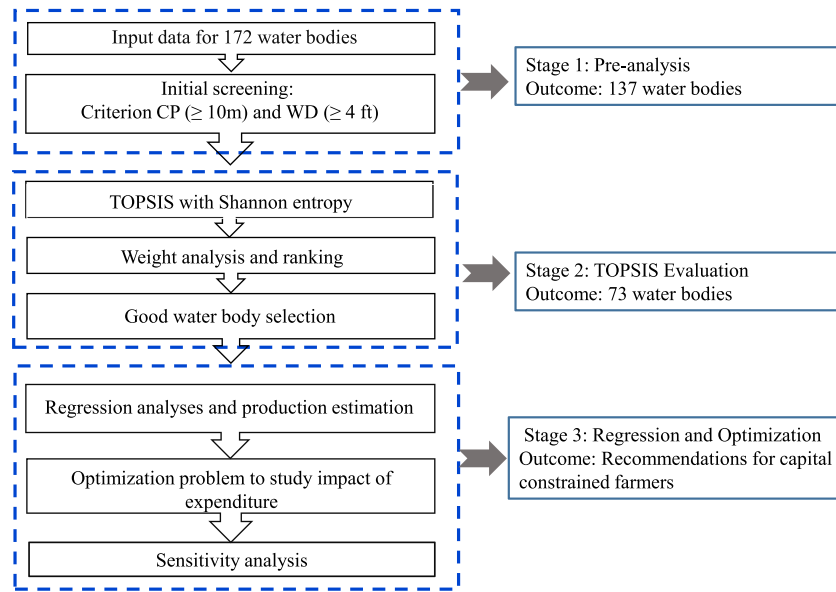 Input data for 172 water bodies
Initial screening:
Criterion CP (≥ 10m) and WD (≥ 4 ft)
Stage 1: Pre-analysis
Outcome: 137 water bodies
TOPSIS with Shannon entropy
Weight analysis and ranking
Good water body selection
Stage 2: TOPSIS Evaluation
Outcome: 73 water bodies
Regression analyses and production estimation
Optimization problem to study impact of
expenditure
Sensitivity analysis
Stage 3: Regression and Optimization
Outcome: Recommendations for capital
constrained farmers